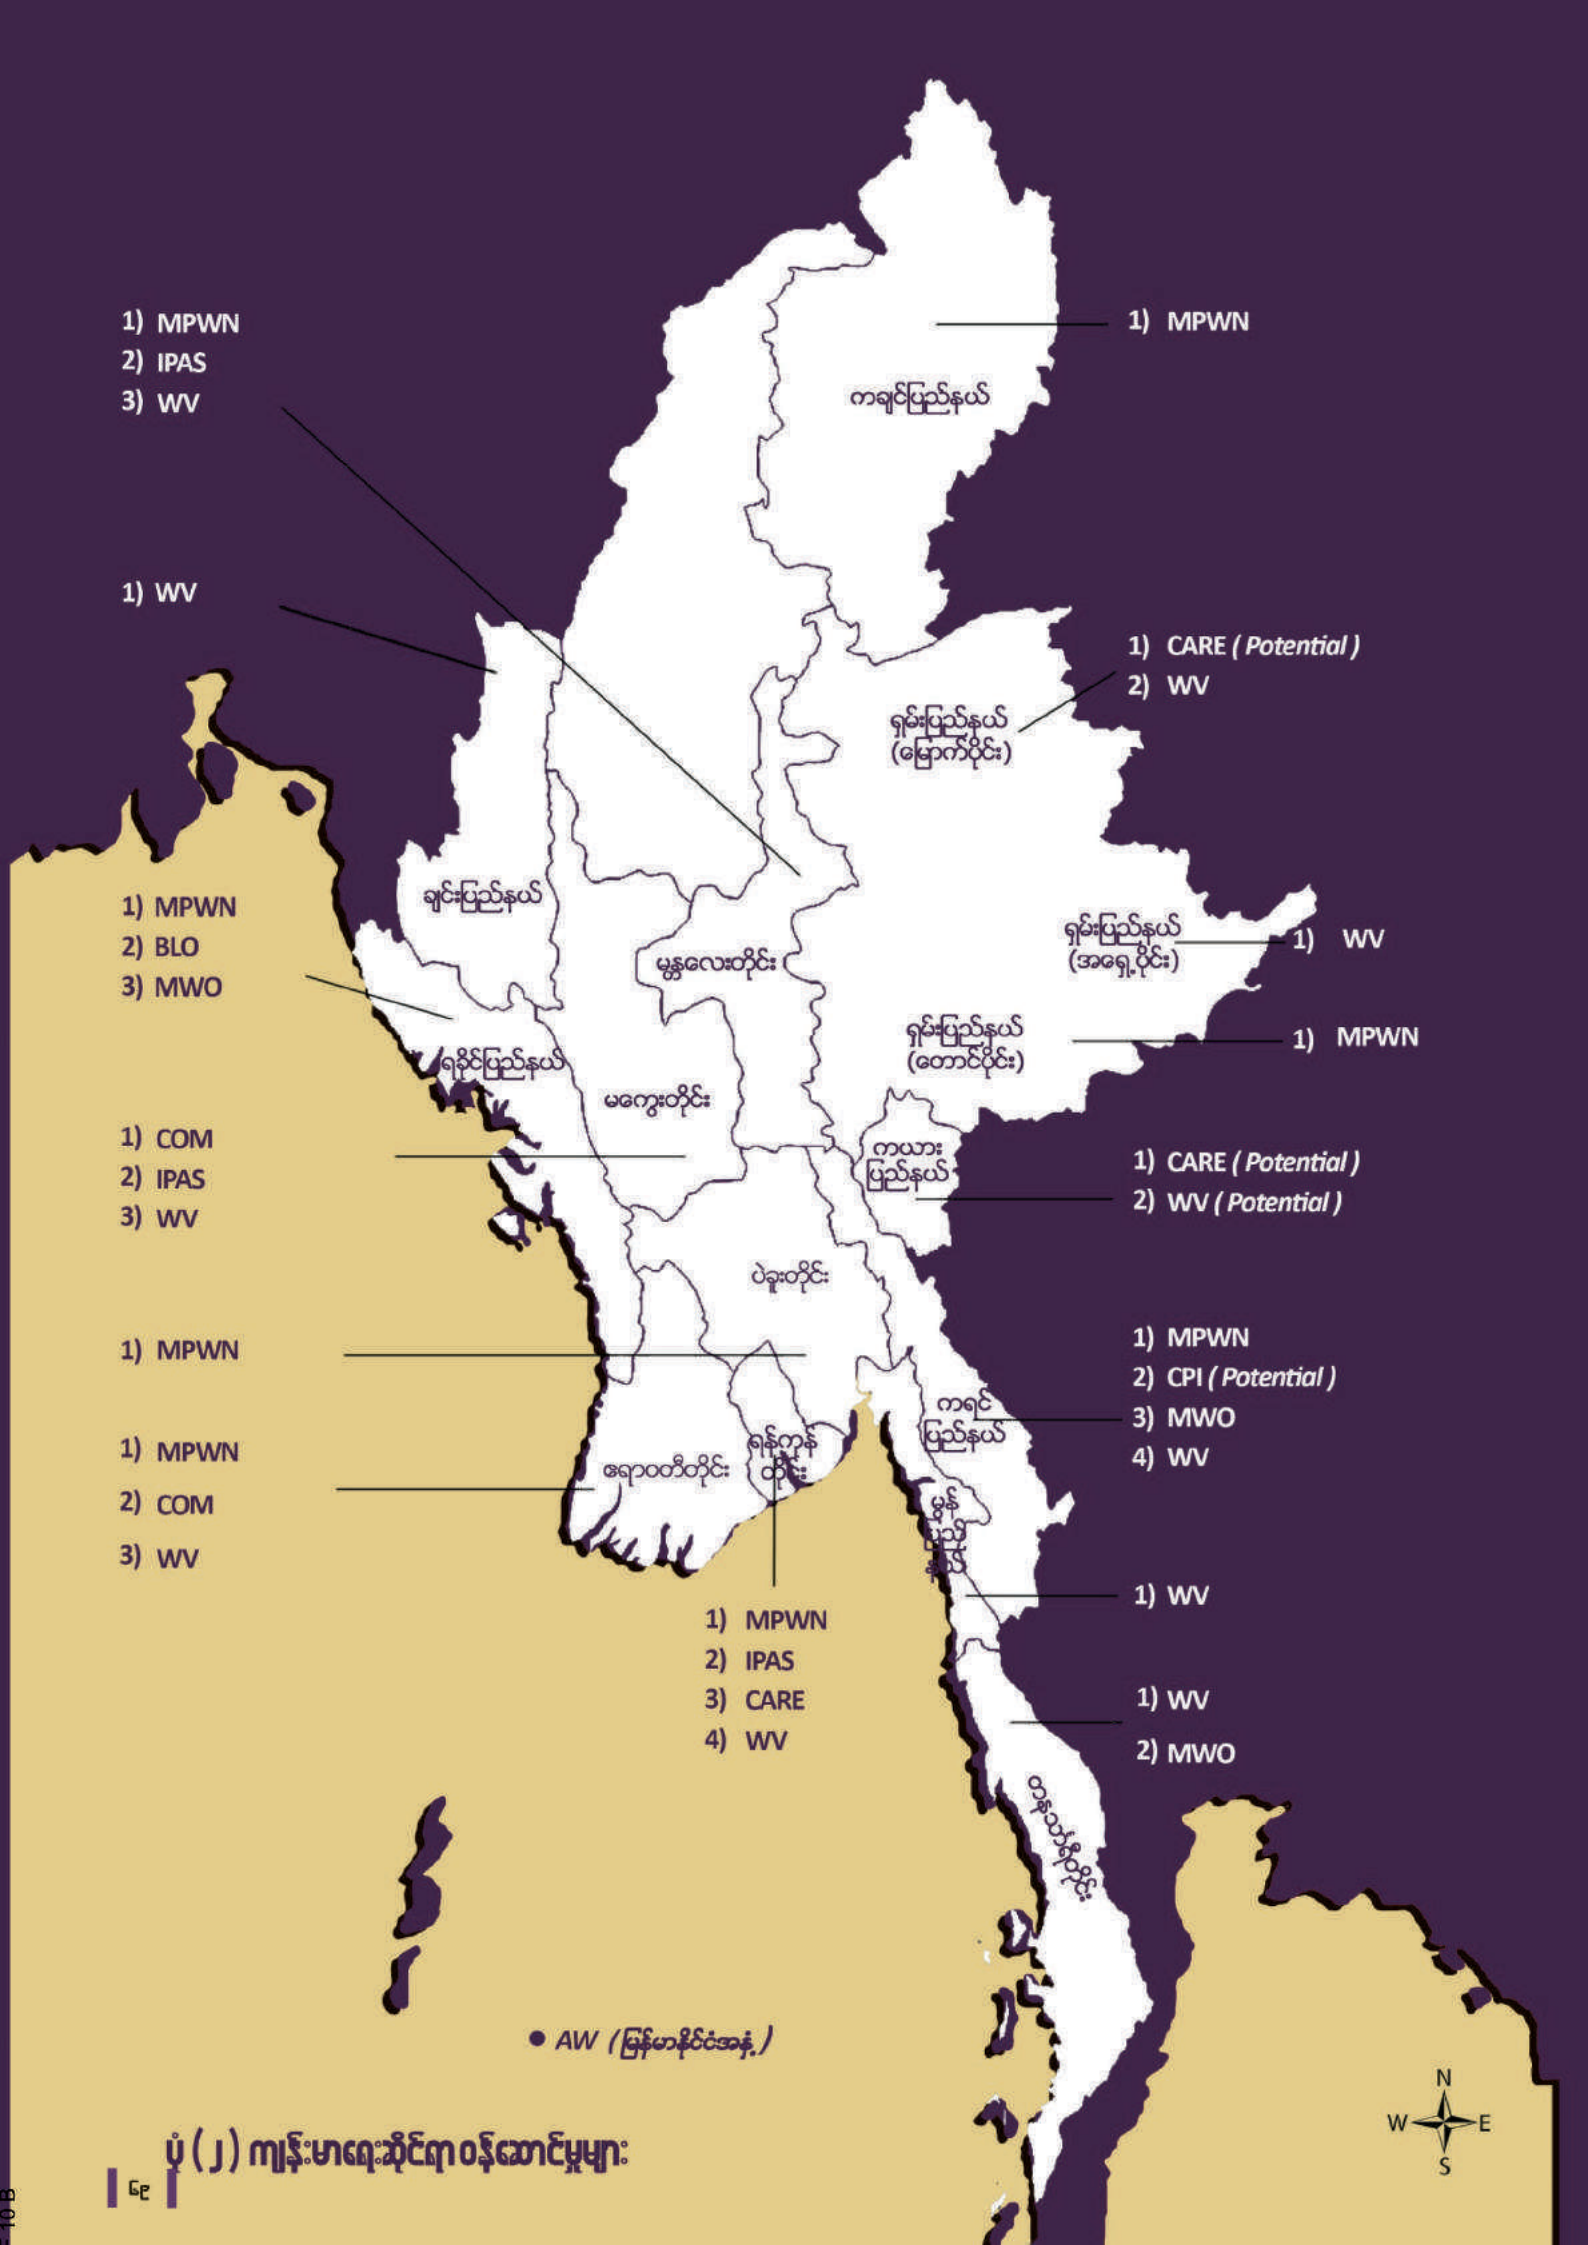 1) MPWN
2) IPAS
3) WV
1) MPWN
ကချင်ပြည်နယ်
1) WV
1) CARE ( Potential )
2) WV
ရှမ်းပြည်နယ်
(မြောက်ပိုင်း)
1) MPWN
2) BLO
3) MWO
ချင်းပြည်နယ်
မန္တလေးတိုင်း
ရှမ်းပြည်နယ်
(အရှေ့ပိုင်း)
1) WV
ရှမ်းပြည်နယ်
(တောင်ပိုင်း)
1) MPWN
ရခိုင်ပြည်နယ်
မကွေးတိုင်း
1) COM
2) IPAS
3) WV
ကယား
ပြည်နယ်
1) CARE ( Potential )
2) WV ( Potential )
ပဲခူးတိုင်း
1) MPWN
1) MPWN
2) CPI ( Potential )
3) MWO
4) WV
ကရင်
ပြည်နယ်
1) MPWN
2) COM
3) WV
ဧရာဝတီတိုင်း
ရန်ကုန်
တိုင်း
မွန်
ပြည်
နယ်
1) WV
1) MPWN
2) IPAS
3) CARE
4) WV
1) WV
2) MWO
တနင်္သာရီတိုင်း
● AW ( မြန်မာနိုင်ငံအနှံ့ )
N
W E
S
ပုံ (၂) ကျန်းမာရေးဆိုင်ရာ ဝန်ဆောင်မှုများ
၆၉